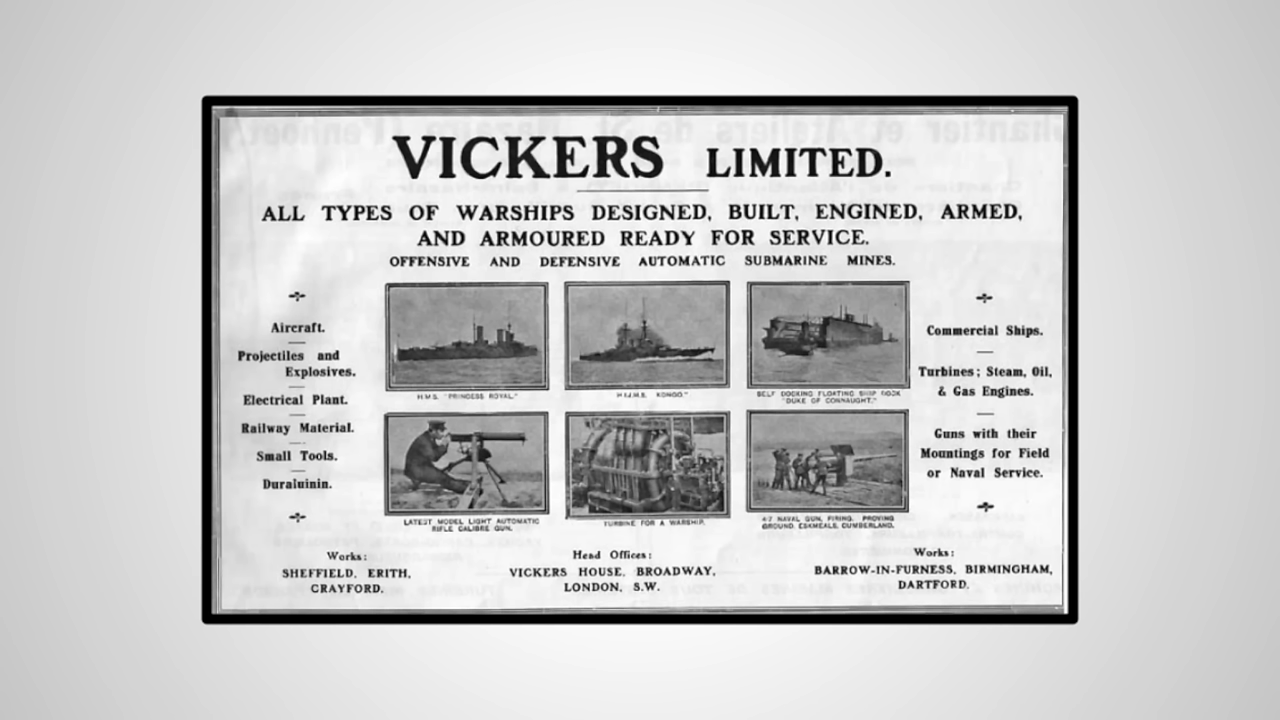 VICKERS LIMITED.
ALL TYPES OF WARSHIPS DESIGNED, BUILT, ENGINED, ARMED,
AND ARMOURED READY FOR SERVICE.
OFFENSIVE AND DEFENSIVE AUTOMATIC SUBMARINE MINES.
Aircraft.
Projectiles and
Explosives.
Electrical Plant.
Railway Material.
Small Tools.
Duraluinin.
H.M.S. "PRINCESS ROYAL."
H.I.J.M.S. KONGO."
SELF DOCKING FLOATING SHIP DOCK
"DUKE OF CONNAUGHT."
LATEST MODEL LIGHT AUTOMATIC
RIFLE CALIBRE GUN.
TURBINE FOR A WARSHIP.
4·7 NAVAL GUN, FIRING, PROVING
GROUND, ESKMEALS, CUMBERLAND.
Commercial Ships.
Turbines; Steam, Oil,
& Gas Engines.
Guns with their
Mountings for Field
or Naval Service.
Works:
SHEFFIELD, ERITH,
CRAYFORD.
Head Offices:
VICKERS HOUSE, BROADWAY,
LONDON, S.W.
Works:
BARROW-IN-FURNESS, BIRMINGHAM,
DARTFORD.